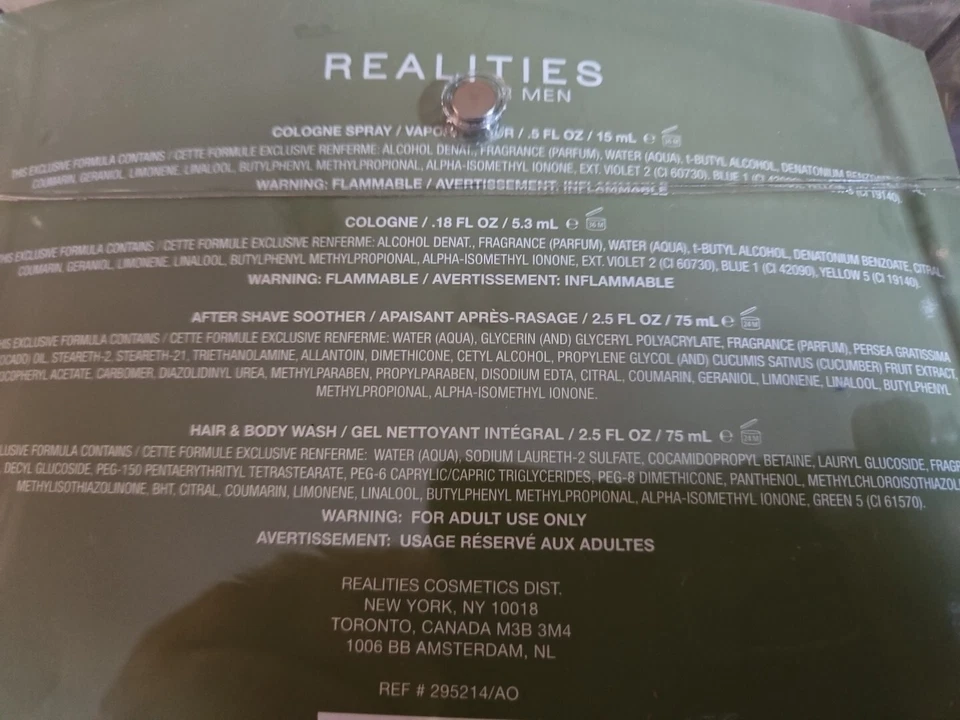 REALITIES
MEN
COLOGNE SPRAY / / .5 FL OZ / 15 mL e
THIS EXCLUSIVE FORMULA CONTAINS / CETTE FORMULE EXCLUSIVE RENFERME: ALCOHOL DENAT., FRAGRANCE (PARFUM), WATER (AQUA), t-BUTYL ALCOHOL, DENATONIUM BENZOATE,
COUMARIN, GERANIOL, LIMONENE, LINALOOL, BUTYLPHENYL METHYLPROPIONAL, ALPHA-ISOMETHYL IONONE, EXT. VIOLET 2 (CI 60730), BLUE 1 (CI 42090), YELLOW 5 (CI 19140).
WARNING: FLAMMABLE / AVERTISSEMENT: INFLAMMABLE
COLOGNE / .18 FL OZ / 5.3 mL e 36 M
THIS EXCLUSIVE FORMULA CONTAINS / CETTE FORMULE EXCLUSIVE RENFERME: ALCOHOL DENAT., FRAGRANCE (PARFUM), WATER (AQUA), t-BUTYL ALCOHOL, DENATONIUM BENZOATE, CITRAL,
COUMARIN, GERANIOL, LIMONENE, LINALOOL, BUTYLPHENYL METHYLPROPIONAL, ALPHA-ISOMETHYL IONONE, EXT. VIOLET 2 (CI 60730), BLUE 1 (CI 42090), YELLOW 5 (CI 19140).
WARNING: FLAMMABLE / AVERTISSEMENT: INFLAMMABLE
AFTER SHAVE SOOTHER / APAISANT APRÈS-RASAGE / 2.5 FL OZ / 75 mL e 24 M
EXCLUSIVE FORMULA CONTAINS / CETTE FORMULE EXCLUSIVE RENFERME: WATER (AQUA), GLYCERIN (AND) GLYCERYL POLYACRYLATE, FRAGRANCE (PARFUM), PERSEA GRATISSIMA
OIL, STEARETH-2, STEARETH-21, TRIETHANOLAMINE, ALLANTOIN, DIMETHICONE, CETYL ALCOHOL, PROPYLENE GLYCOL (AND) CUCUMIS SATIVUS (CUCUMBER) FRUIT EXTRACT,
ACETATE, CARBOMER, DIAZOLIDINYL UREA, METHYLPARABEN, PROPYLPARABEN, DISODIUM EDTA, CITRAL, COUMARIN, GERANIOL, LIMONENE, LINALOOL, BUTYLPHENYL
METHYLPROPIONAL, ALPHA-ISOMETHYL IONONE.
HAIR & BODY WASH / GEL NETTOYANT INTÉGRAL / 2.5 FL OZ / 75 mL e 24 M
FORMULA CONTAINS / CETTE FORMULE EXCLUSIVE RENFERME: WATER (AQUA), SODIUM LAURETH-2 SULFATE, COCAMIDOPROPYL BETAINE, LAURYL GLUCOSIDE,
DECYL GLUCOSIDE, PEG-150 PENTAERYTHRITYL TETRASTEARATE, PEG-6 CAPRYLIC/CAPRIC TRIGLYCERIDES, PEG-8 DIMETHICONE, PANTHENOL,
METHYLISOTHIAZOLINONE, BHT, CITRAL, COUMARIN, LIMONENE, LINALOOL, BUTYLPHENYL METHYLPROPIONAL, ALPHA-ISOMETHYL IONONE, GREEN 5 (CI 61570).
WARNING: FOR ADULT USE ONLY
AVERTISSEMENT: USAGE RÉSERVÉ AUX ADULTES
REALITIES COSMETICS DIST.
NEW YORK, NY 10018
TORONTO, CANADA M3B 3M4
1006 BB AMSTERDAM, NL
REF # 295214/AO